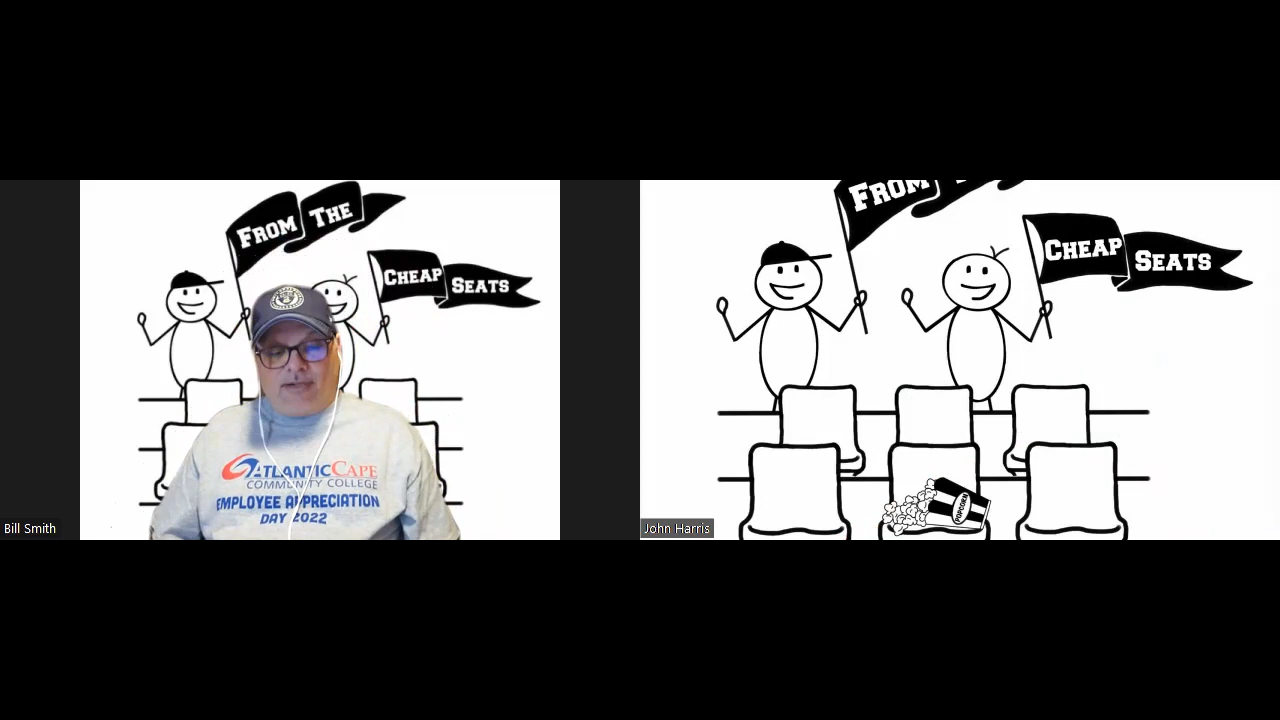 FROM THE
CHEAP SEATS
ATLANTICCAPE
COMMUNITY COLLEGE
EMPLOYEE APPRECIATION
DAY 2022
Bill Smith
FROM
CHEAP SEATS
POPCORN
John Harris